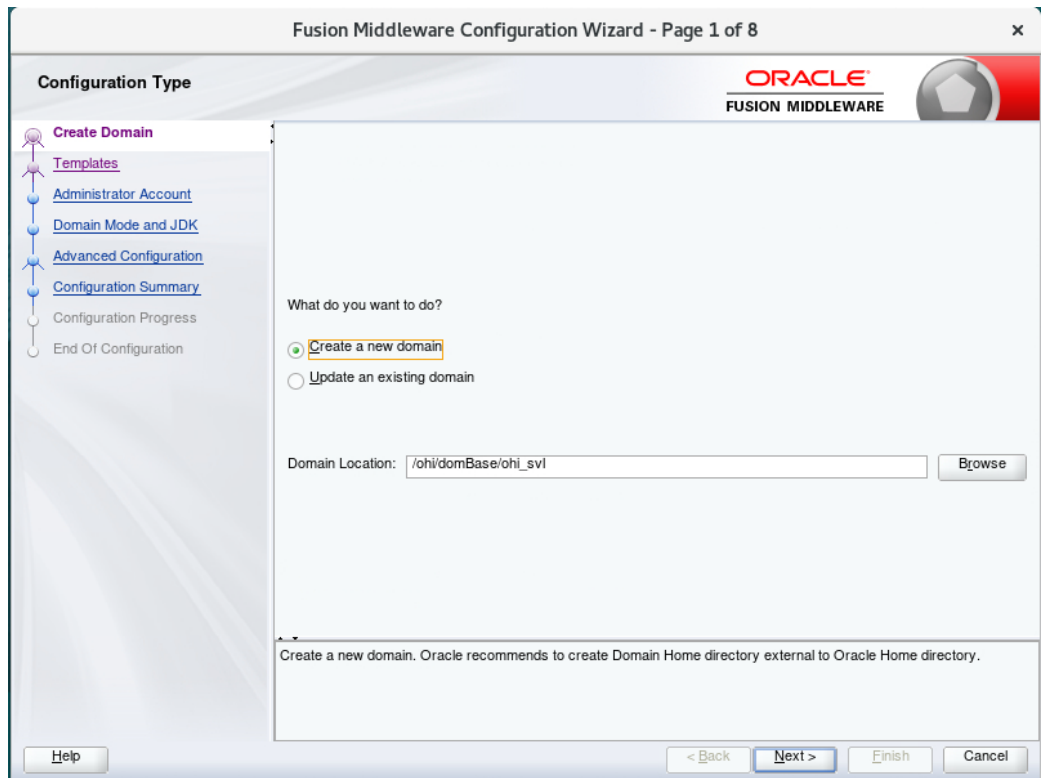 Fusion Middleware Configuration Wizard - Page 1 of 8
×
Configuration Type
ORACLE
FUSION MIDDLEWARE
Create Domain
Templates
Administrator Account
Domain Mode and JDK
Advanced Configuration
Configuration Summary
Configuration Progress
End Of Configuration
What do you want to do?
Create a new domain
Update an existing domain
Domain Location: /ohi/domBase/ohi_svl Browse
Create a new domain. Oracle recommends to create Domain Home directory external to Oracle Home directory.
Help < Back Next > Finish Cancel